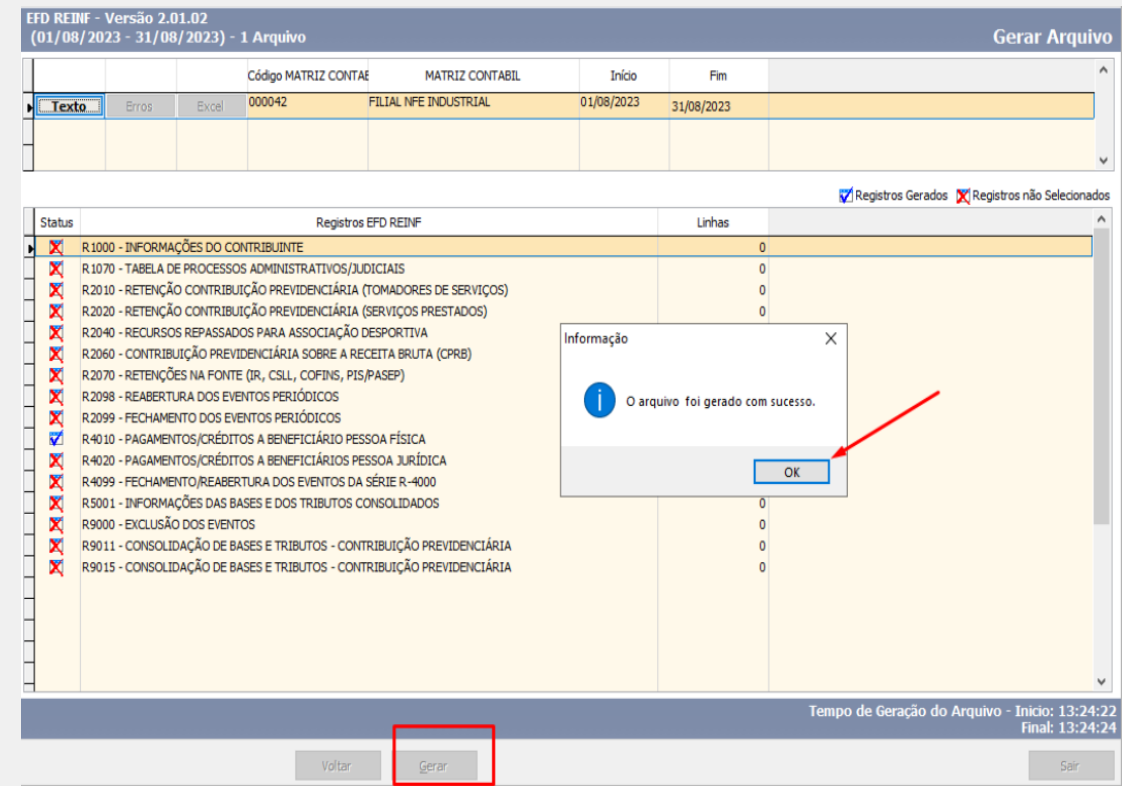 EFD REINF - Versão 2.01.02
(01/08/2023 - 31/08/2023) - 1 Arquivo
Gerar Arquivo
Código MATRIZ CONTAB MATRIZ CONTABIL Início Fim
Texto Erros Excel 000042 FILIAL NFE INDUSTRIAL 01/08/2023 31/08/2023
Registros Gerados Registros não Selecionados
Status Registros EFD REINF Linhas
R1000 - INFORMAÇÕES DO CONTRIBUINTE 0
R1070 - TABELA DE PROCESSOS ADMINISTRATIVOS/JUDICIAIS 0
R2010 - RETENÇÃO CONTRIBUIÇÃO PREVIDENCIÁRIA (TOMADORES DE SERVIÇOS) 0
R2020 - RETENÇÃO CONTRIBUIÇÃO PREVIDENCIÁRIA (SERVIÇOS PRESTADOS) 0
R2040 - RECURSOS REPASSADOS PARA ASSOCIAÇÃO DESPORTIVA
R2060 - CONTRIBUIÇÃO PREVIDENCIÁRIA SOBRE A RECEITA BRUTA (CPRB)
R2070 - RETENÇÕES NA FONTE (IR, CSLL, COFINS, PIS/PASEP)
R2098 - REABERTURA DOS EVENTOS PERIÓDICOS
R2099 - FECHAMENTO DOS EVENTOS PERIÓDICOS
R4010 - PAGAMENTOS/CRÉDITOS A BENEFICIÁRIO PESSOA FÍSICA
R4020 - PAGAMENTOS/CRÉDITOS A BENEFICIÁRIOS PESSOA JURÍDICA
R4099 - FECHAMENTO/REABERTURA DOS EVENTOS DA SÉRIE R-4000
R5001 - INFORMAÇÕES DAS BASES E DOS TRIBUTOS CONSOLIDADOS 0
R9000 - EXCLUSÃO DOS EVENTOS 0
R9011 - CONSOLIDAÇÃO DE BASES E TRIBUTOS - CONTRIBUIÇÃO PREVIDENCIÁRIA 0
R9015 - CONSOLIDAÇÃO DE BASES E TRIBUTOS - CONTRIBUIÇÃO PREVIDENCIÁRIA 0
Informação
O arquivo foi gerado com sucesso.
OK
Tempo de Geração do Arquivo - Inicio: 13:24:22
Final: 13:24:24
Voltar Gerar Sair